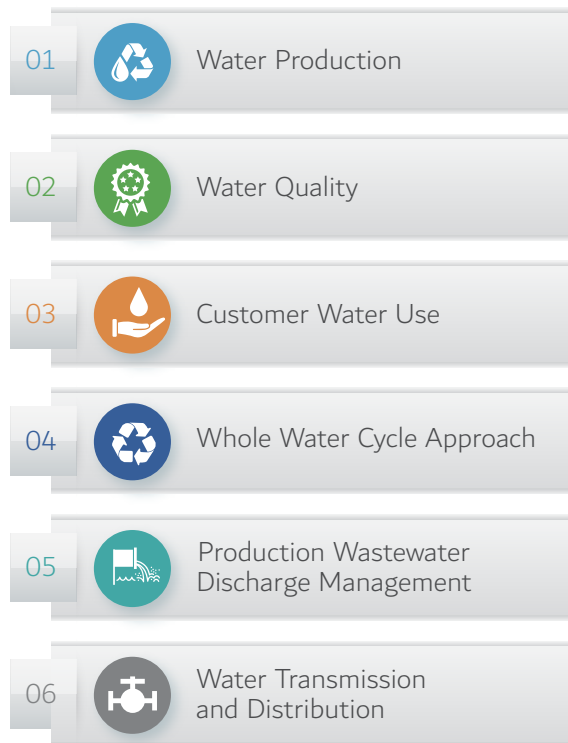 01
Water Production
02
Water Quality
03
Customer Water Use
04
Whole Water Cycle Approach
05
Production Wastewater
Discharge Management
06
Water Transmission
and Distribution